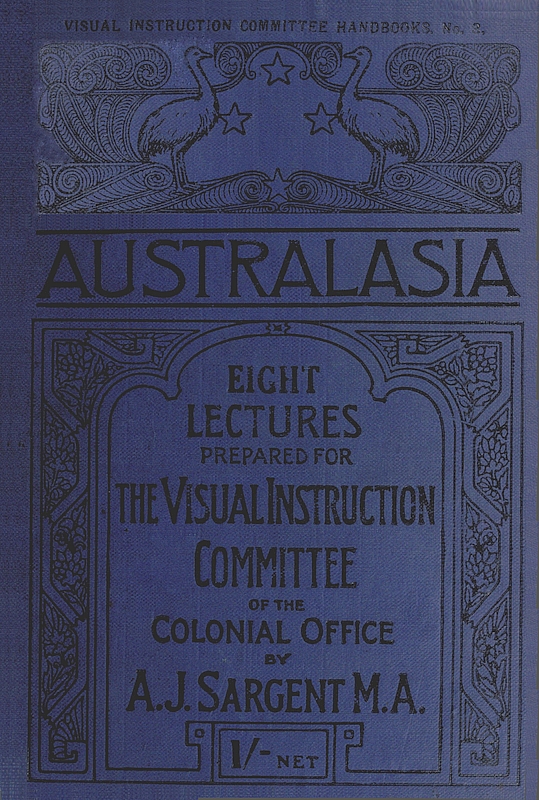 VISUAL INSTRUCTION COMMITTEE HANDBOOKS, No. 2,
AUSTRALASIA
EIGHT
LECTURES
PREPARED FOR
THE VISUAL INSTRUCTION
COMMITTEE
OF THE
COLONIAL OFFICE
BY
A.J. SARGENT M.A.
1/- NET